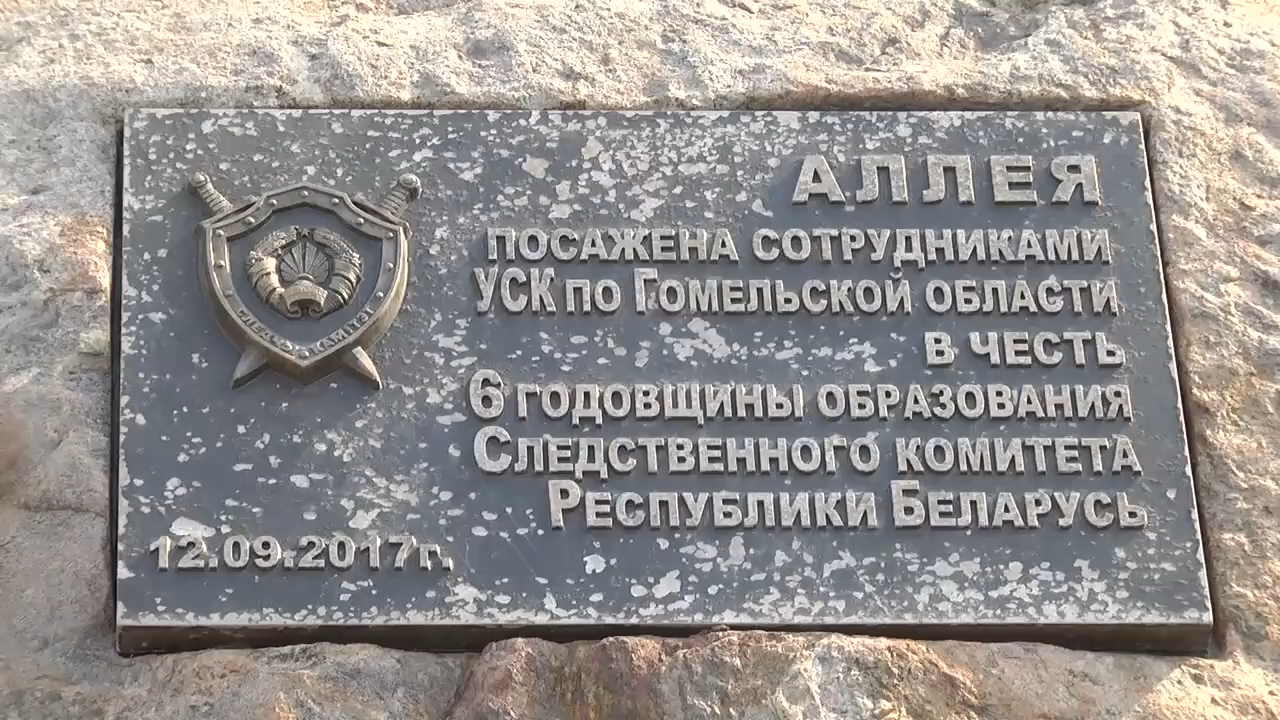 АЛЛЕЯ
ПОСАЖЕНА СОТРУДНИКАМИ
УСК ПО ГОМЕЛЬСКОЙ ОБЛАСТИ
В ЧЕСТЬ
6 ГОДОВЩИНЫ ОБРАЗОВАНИЯ
СЛЕДСТВЕННОГО КОМИТЕТА
РЕСПУБЛИКИ БЕЛАРУСЬ
12.09.2017г.